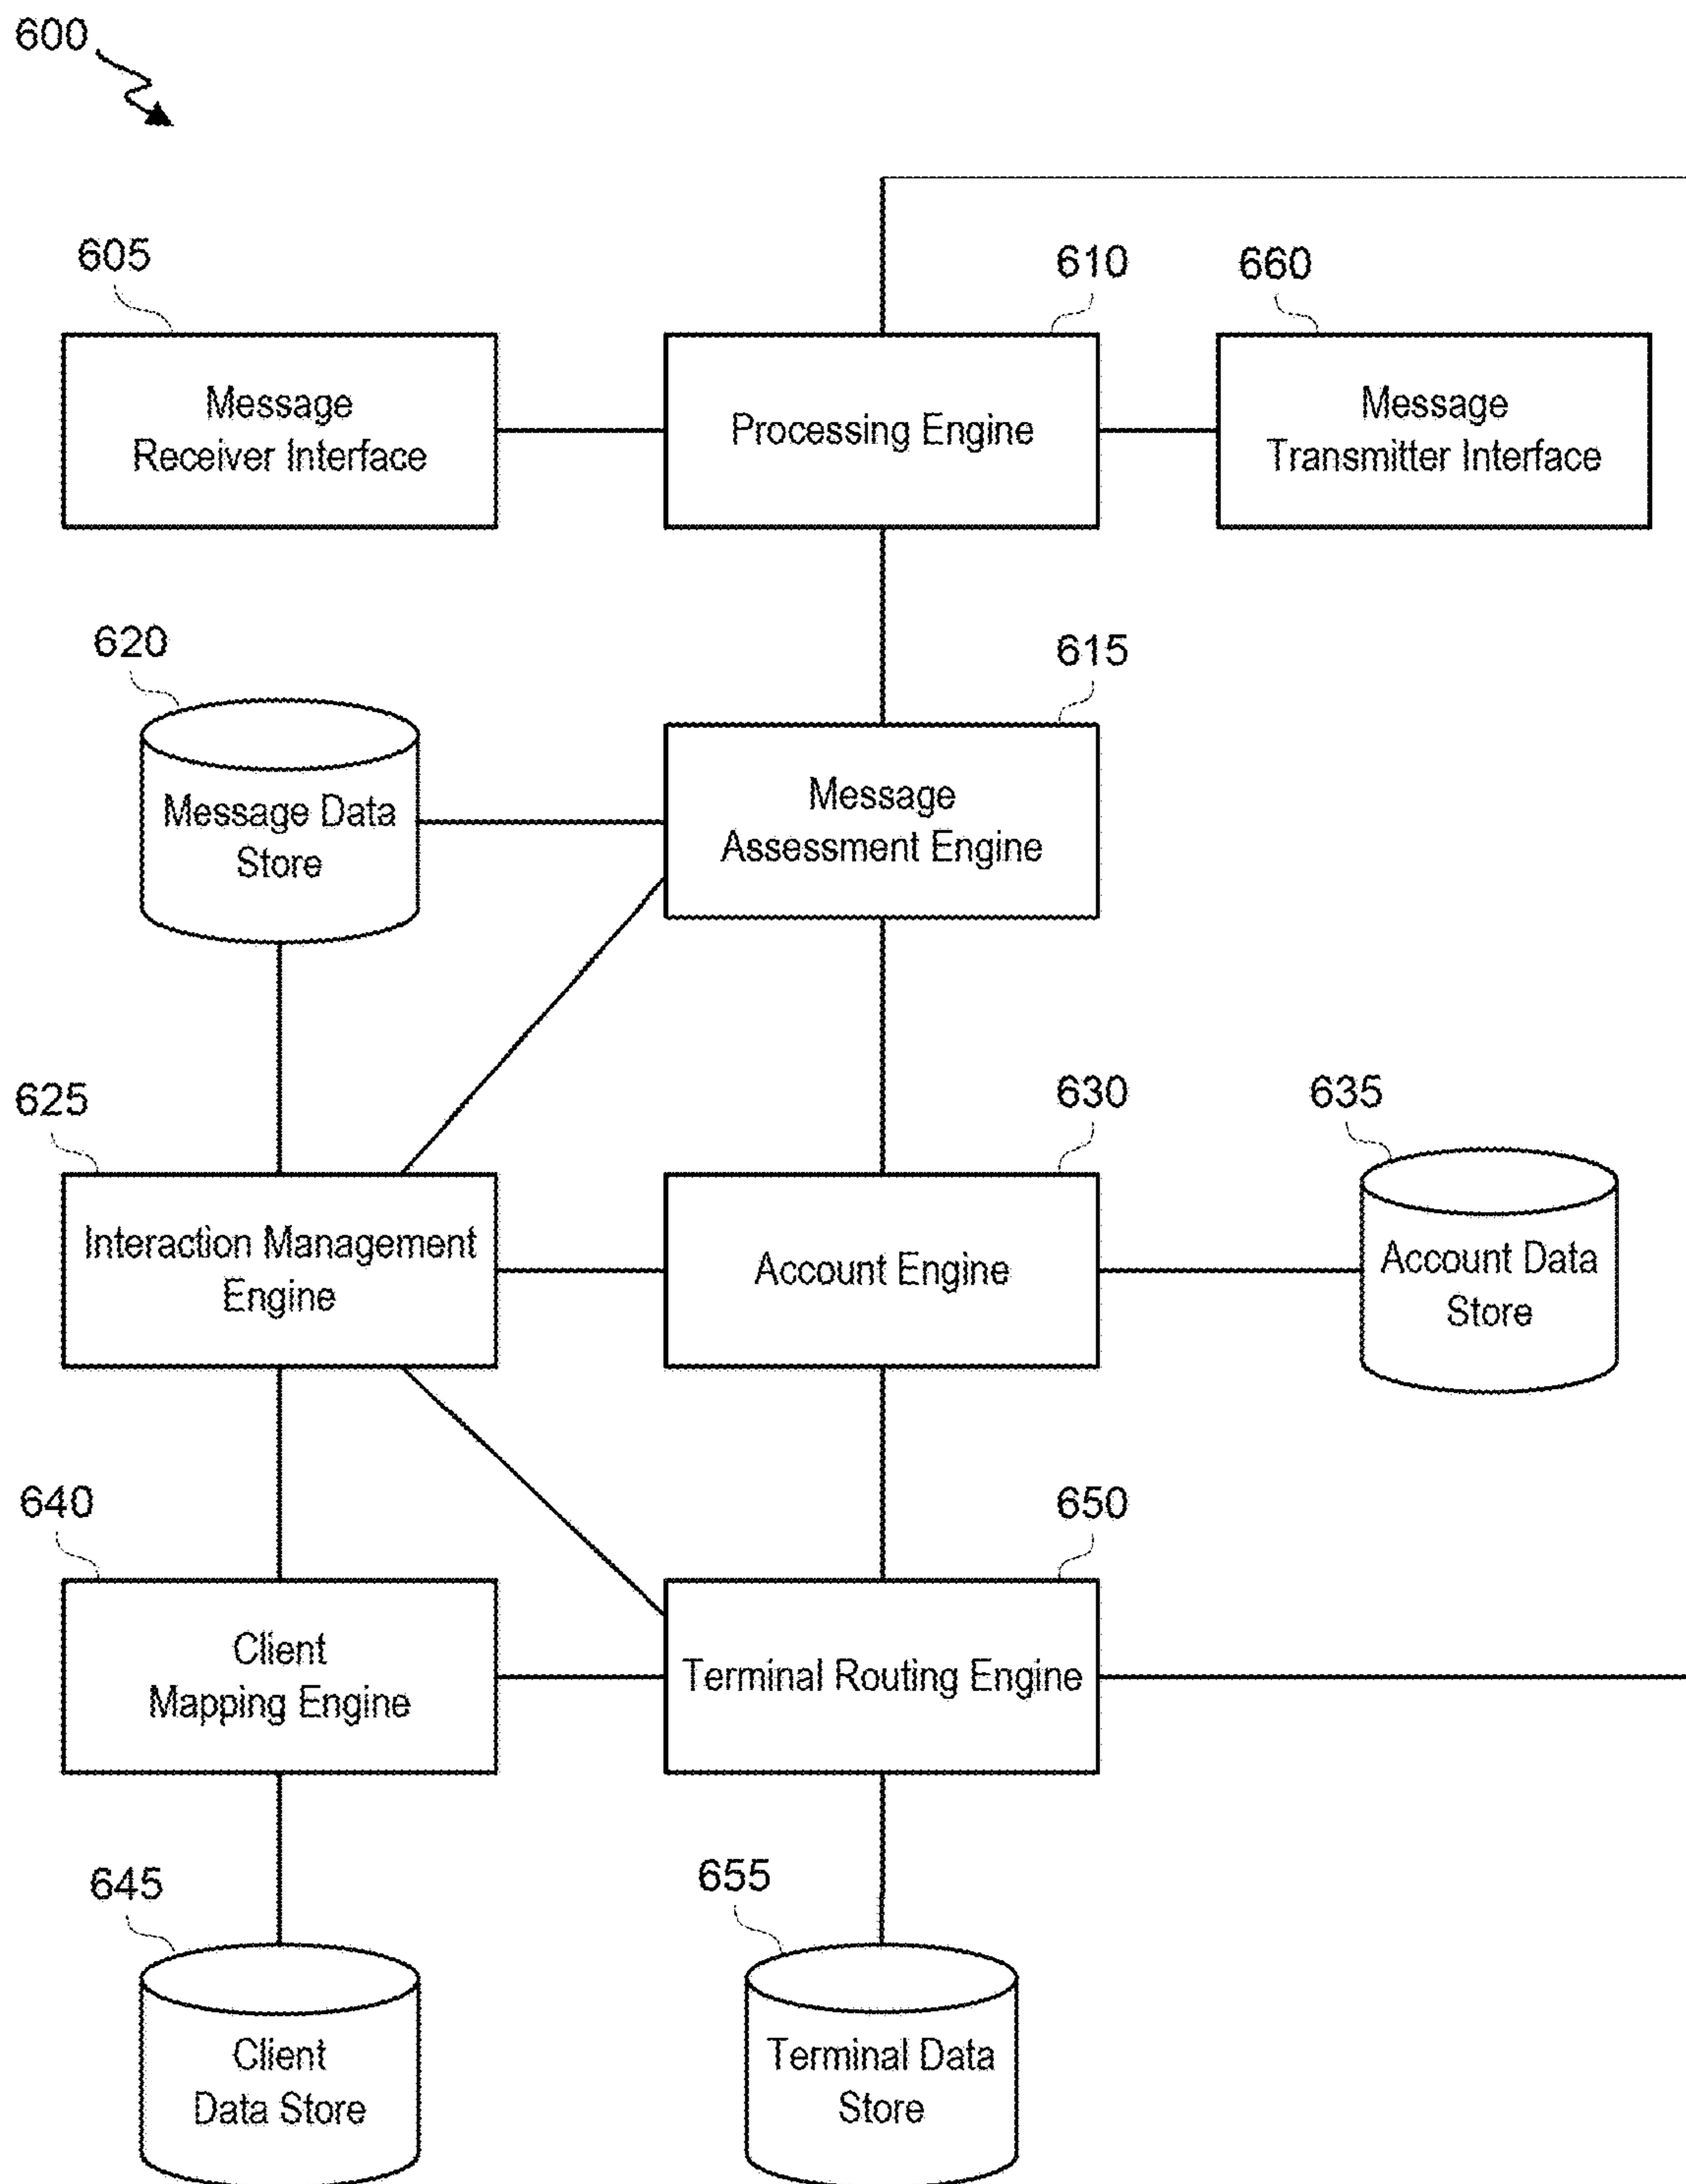 600
605
610
660
Message
Receiver Interface
Processing Engine
Message
Transmitter Interface
620
615
Message Data
Store
Message
Assessment Engine
625
630
635
Interaction Management
Engine
Account Engine
Account Data
Store
640
650
Client
Mapping Engine
Terminal Routing Engine
645
655
Client
Data Store
Terminal Data
Store